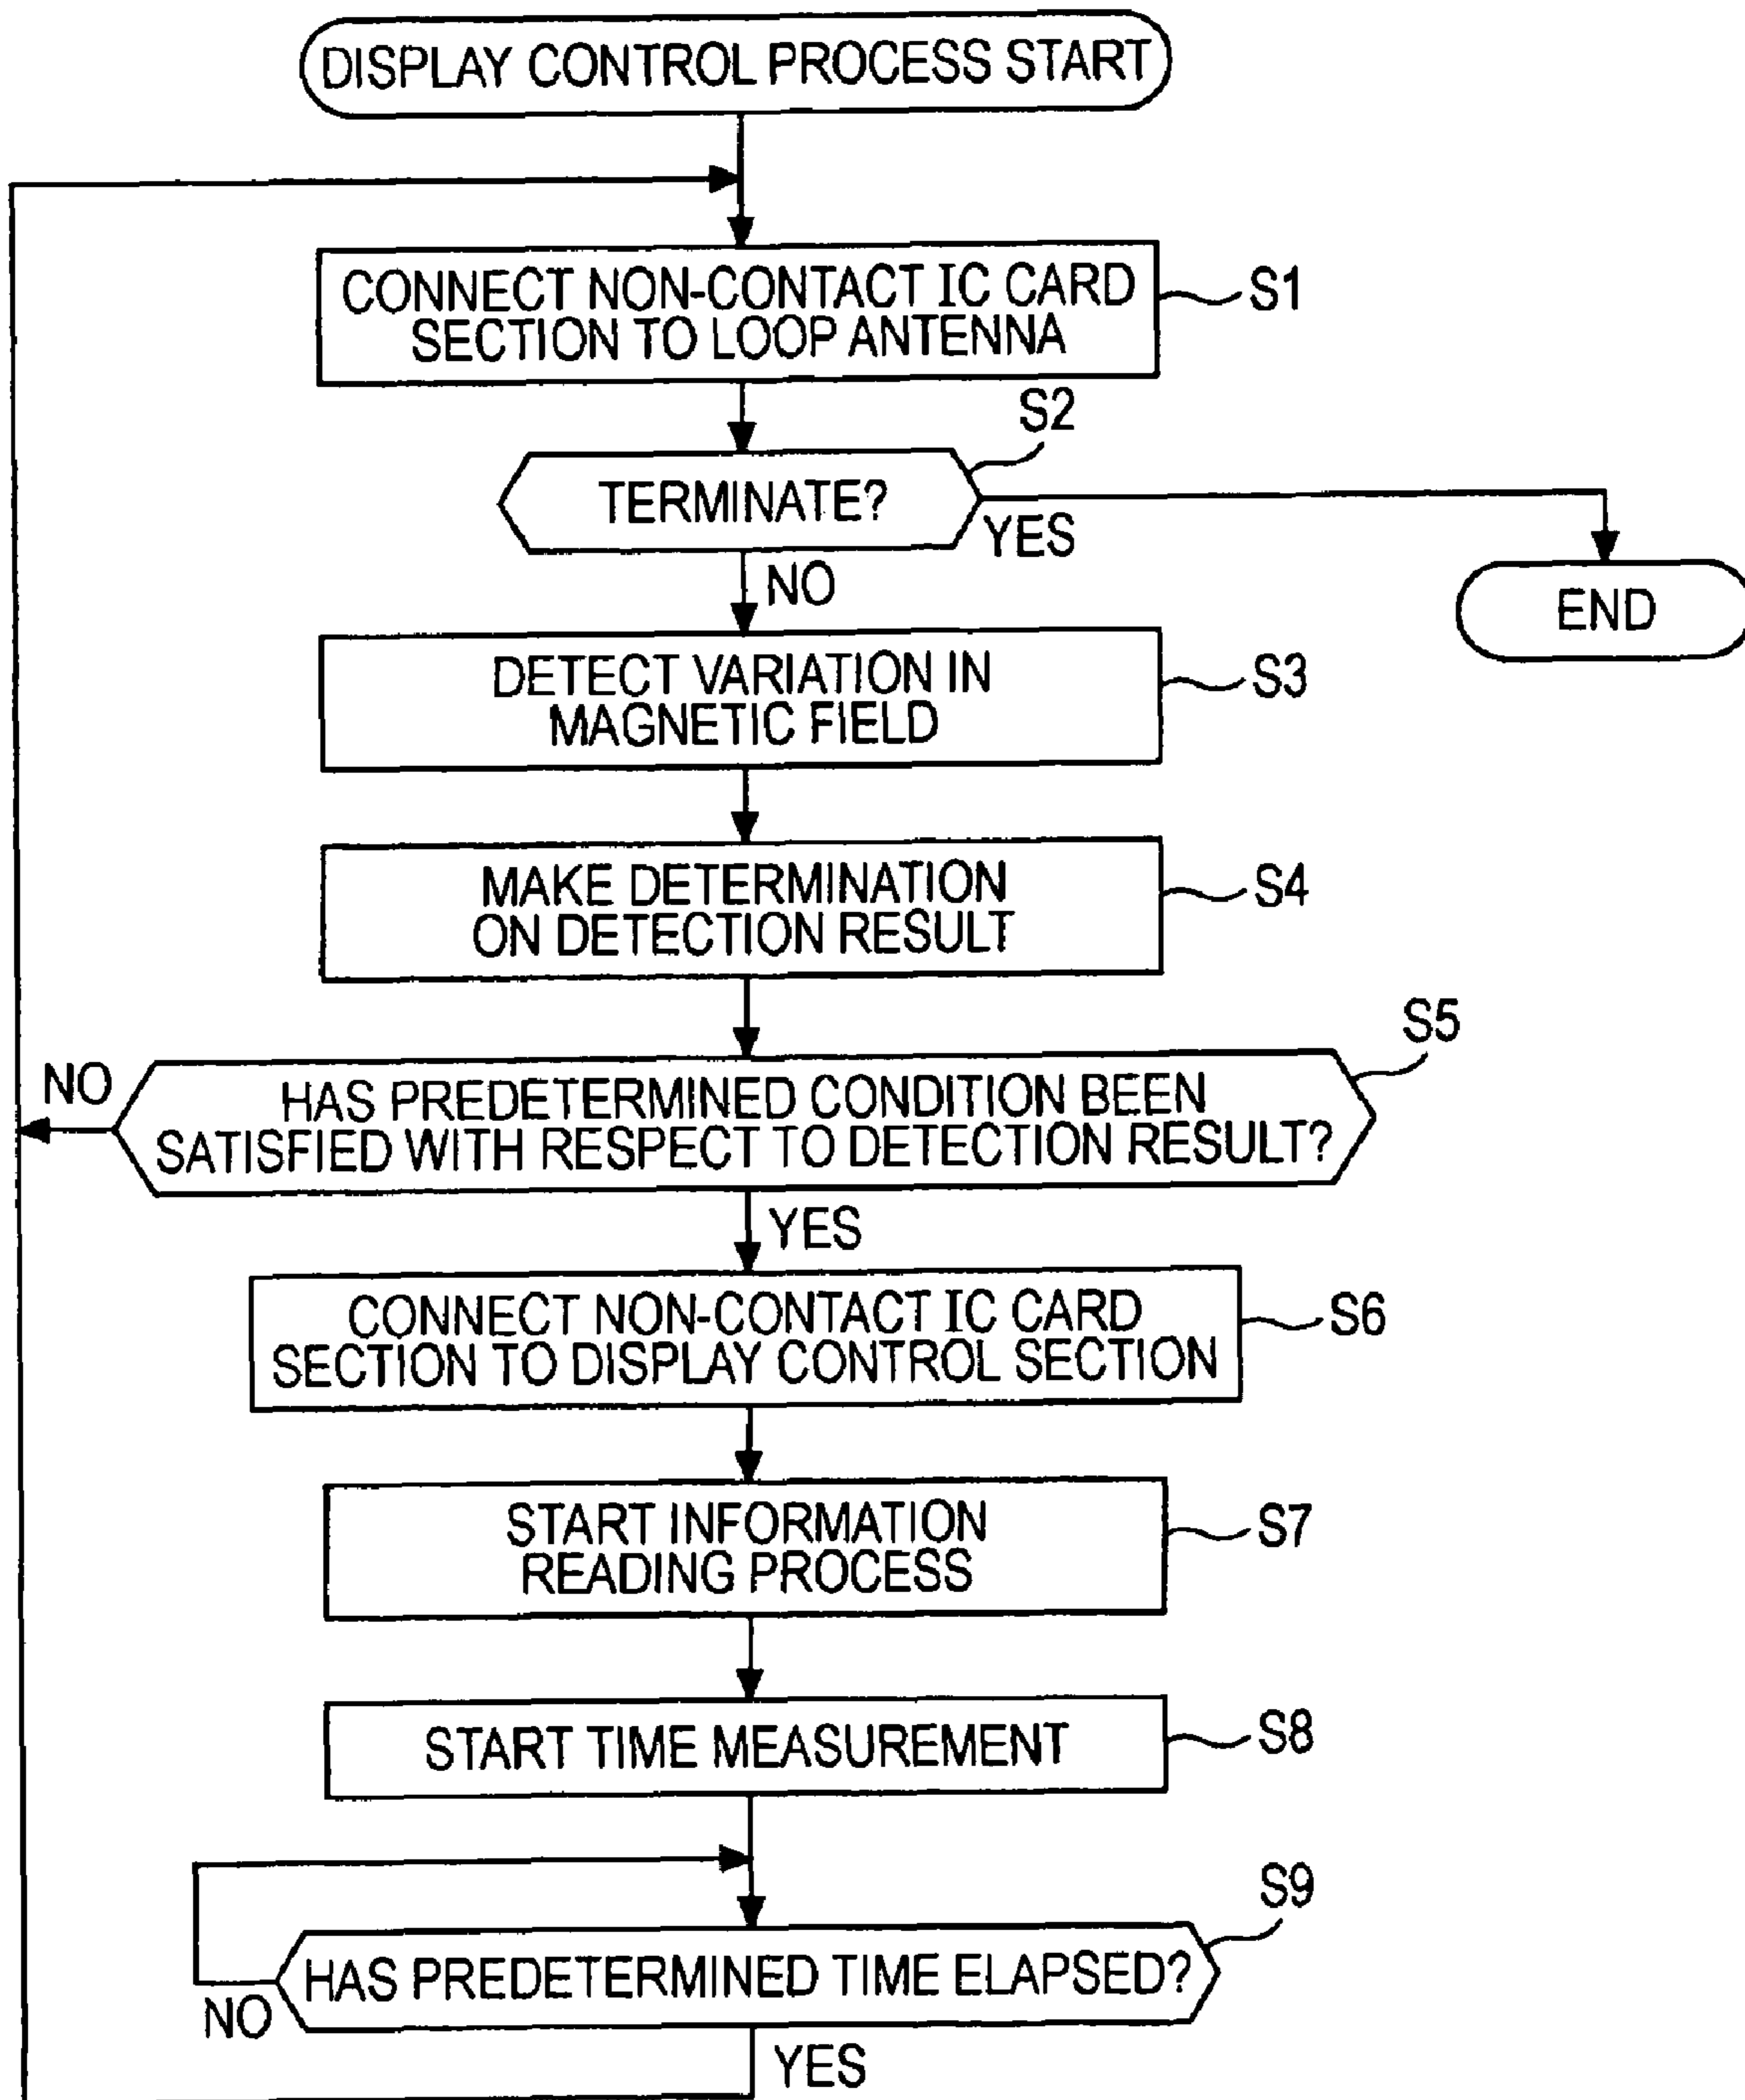 DISPLAY CONTROL PROCESS START
CONNECT NON-CONTACT IC CARD
SECTION TO LOOP ANTENNA
S1
S2
TERMINATE?
YES
NO
END
DETECT VARIATION IN
MAGNETIC FIELD
S3
MAKE DETERMINATION
ON DETECTION RESULT
S4
S5
NO
HAS PREDETERMINED CONDITION BEEN
SATISFIED WITH RESPECT TO DETECTION RESULT?
YES
CONNECT NON-CONTACT IC CARD
SECTION TO DISPLAY CONTROL SECTION
S6
START INFORMATION
READING PROCESS
S7
START TIME MEASUREMENT
S8
S9
HAS PREDETERMINED TIME ELAPSED?
NO
YES